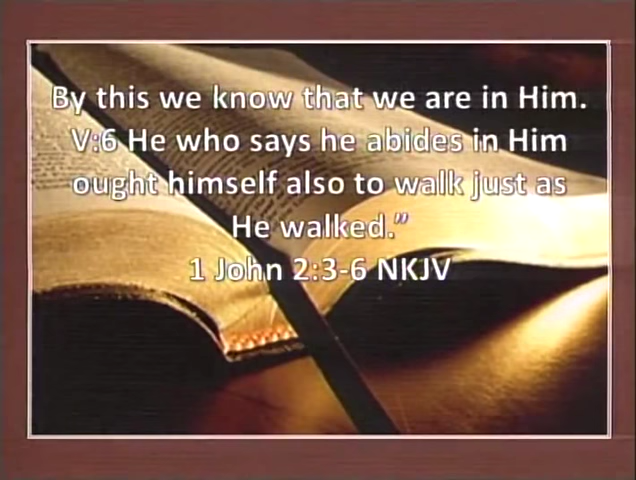 By this we know that we are in Him.
V:6 He who says he abides in Him
ought himself also to walk just as
He walked.”
1 John 2:3-6 NKJV